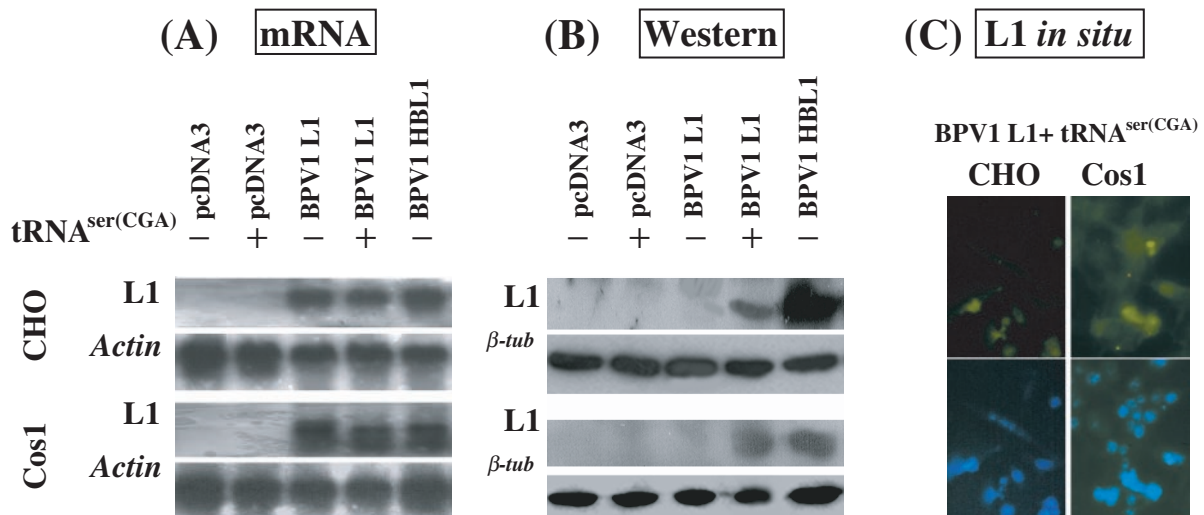 (A) mRNA
pcDNA3
pcDNA3
BPV1 L1
BPV1 L1
BPV1 HBL1
tRNAser(CGA) − + − + −
CHO
L1
Actin
Cos1
L1
Actin
(B) Western
pcDNA3
pcDNA3
BPV1 L1
BPV1 L1
BPV1 HBL1
− + − + −
L1
β-tub
L1
β-tub
(C) L1 in situ
BPV1 L1+ tRNAser(CGA)
CHO Cos1